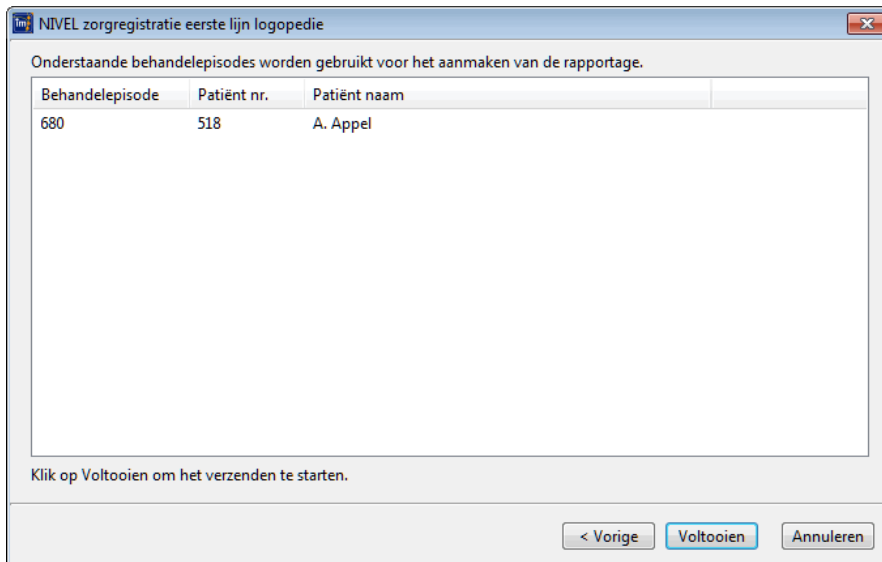 NIVEL zorgregistratie eerste lijn logopedie
Onderstaande behandelepisodes worden gebruikt voor het aanmaken van de rapportage.
Behandelepisode Patiënt nr. Patiënt naam
680 518 A. Appel
Klik op Voltooien om het verzenden te starten.
< Vorige Voltooien Annuleren